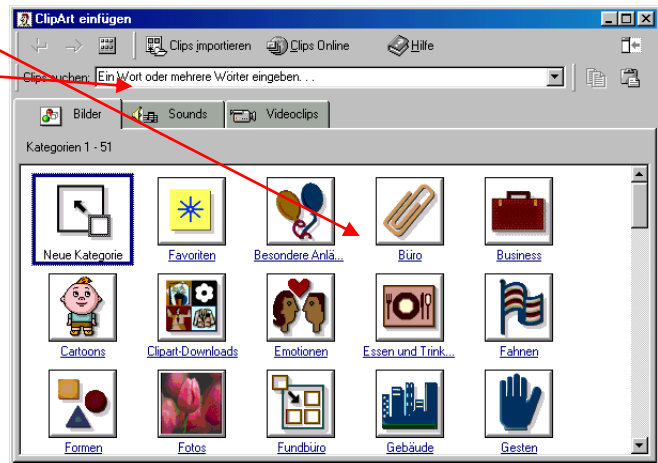 ClipArt einfügen
Clips importieren Clips Online Hilfe
Clips suchen: Ein Wort oder mehrere Wörter eingeben. . .
Bilder Sounds Videoclips
Kategorien 1 - 51
Neue Kategorie Favoriten Besondere Anlä... Büro Business
Cartoons Clipart-Downloads Emotionen Essen und Trink... Fahnen
Formen Fotos Fundbüro Gebäude Gesten